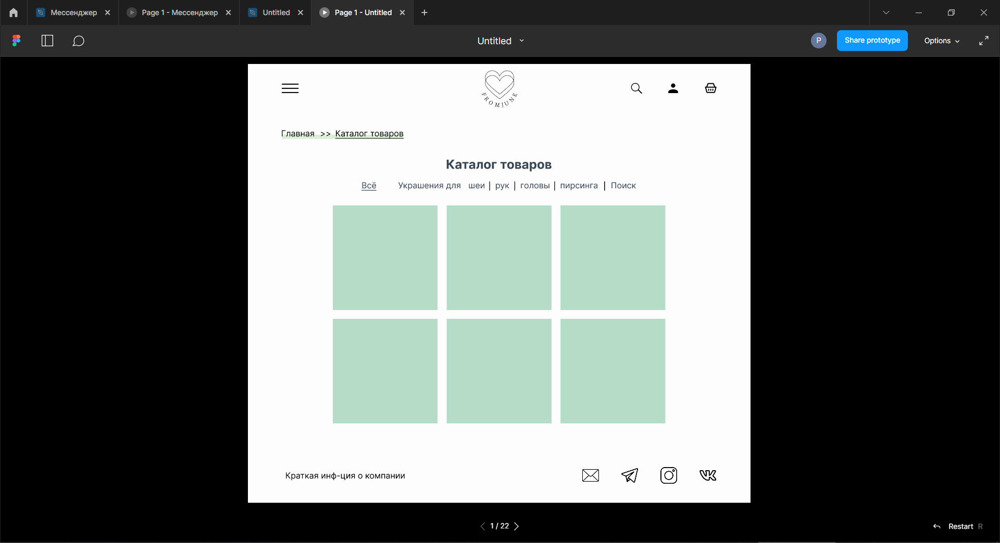 Мессенджер
Page 1 - Мессенджер
Untitled
Page 1 - Untitled
Untitled
P
Share prototype
Options
FROMJUNE
Главная >> Каталог товаров
Каталог товаров
Всё Украшения для шеи | рук | головы | пирсинга | Поиск
Краткая инф-ция о компании
1 / 22
Restart R